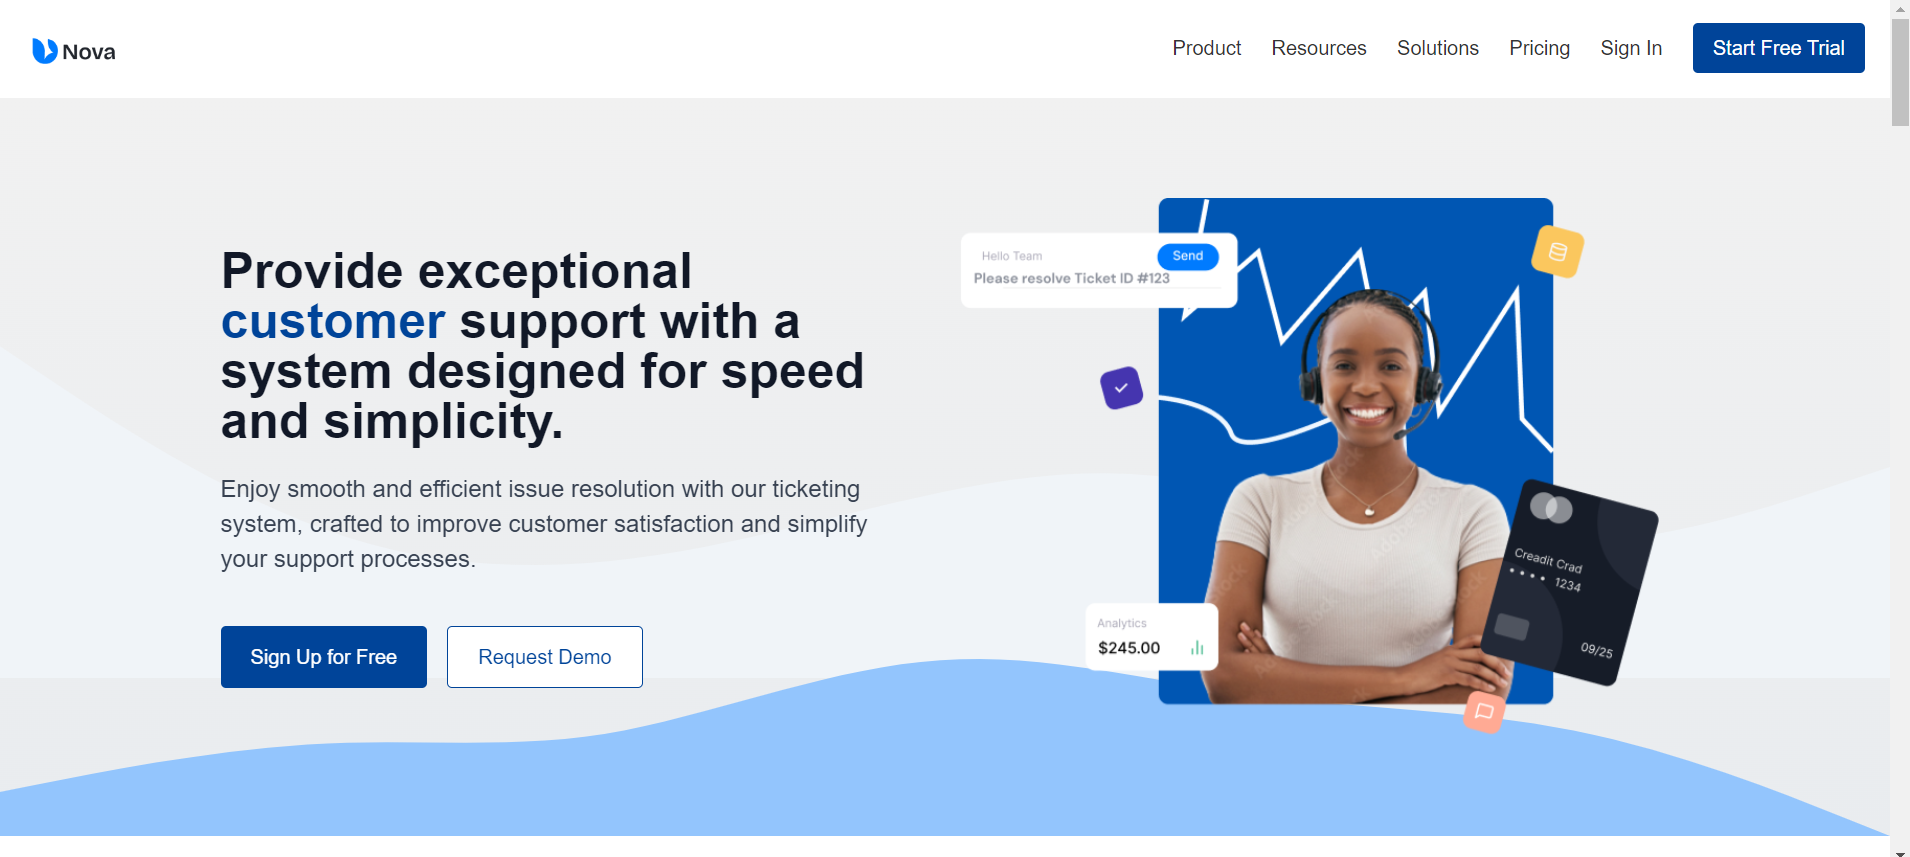 Nova
Product Resources Solutions Pricing Sign In Start Free Trial
Provide exceptional
customer support with a
system designed for speed
and simplicity.
Enjoy smooth and efficient issue resolution with our ticketing
system, crafted to improve customer satisfaction and simplify
your support processes.
Sign Up for Free Request Demo
Hello Team Send
Please resolve Ticket ID #123
Creadit Crad
1234
09/25
Analytics
$245.00
Adobe Stock